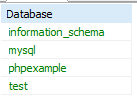 Database
information_schema
mysql
phpexample
test